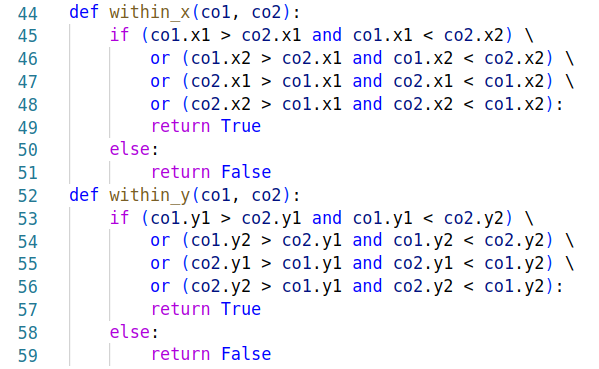 44 def within_x(co1, co2):
45     if (co1.x1 > co2.x1 and co1.x1 < co2.x2) \
46         or (co1.x2 > co2.x1 and co1.x2 < co2.x2) \
47         or (co2.x1 > co1.x1 and co2.x1 < co1.x2) \
48         or (co2.x2 > co1.x1 and co2.x2 < co1.x2):
49         return True
50     else:
51         return False
52 def within_y(co1, co2):
53     if (co1.y1 > co2.y1 and co1.y1 < co2.y2) \
54         or (co1.y2 > co2.y1 and co1.y2 < co2.y2) \
55         or (co2.y1 > co1.y1 and co2.y1 < co1.y2) \
56         or (co2.y2 > co1.y1 and co2.y2 < co1.y2):
57         return True
58     else:
59         return False